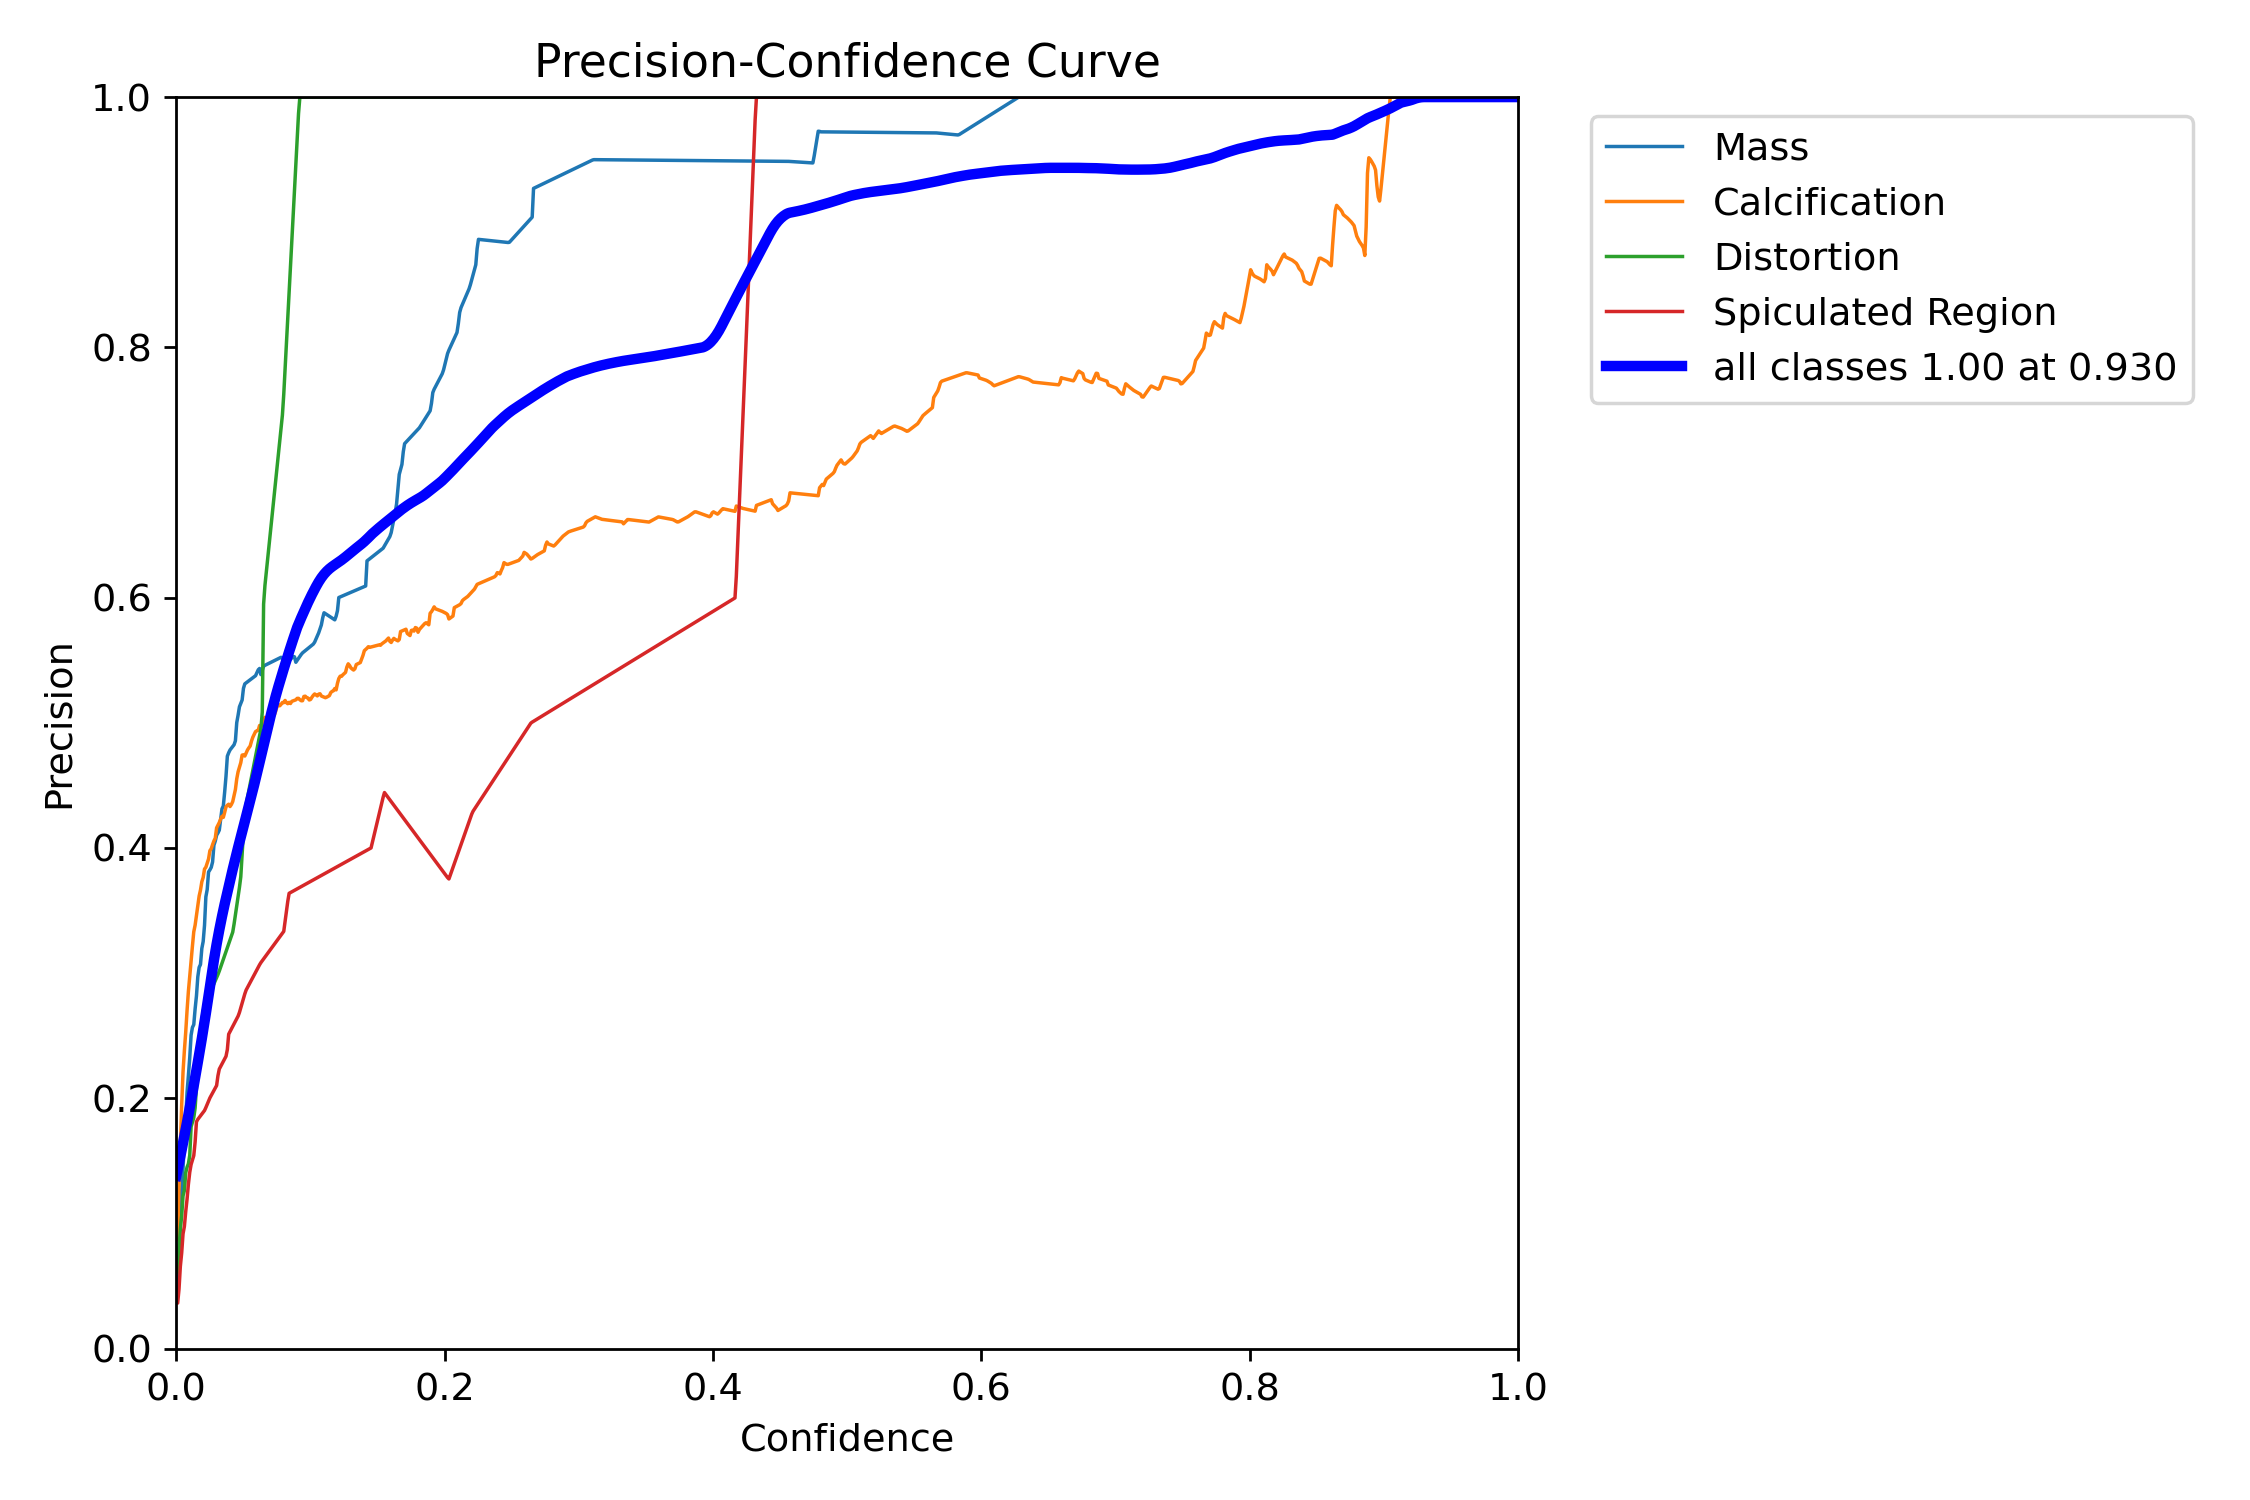 Precision-Confidence Curve
1.0
0.8
0.6
0.4
0.2
0.0
Precision
0.0 0.2 0.4 0.6 0.8 1.0
Confidence
Mass
Calcification
Distortion
Spiculated Region
all classes 1.00 at 0.930